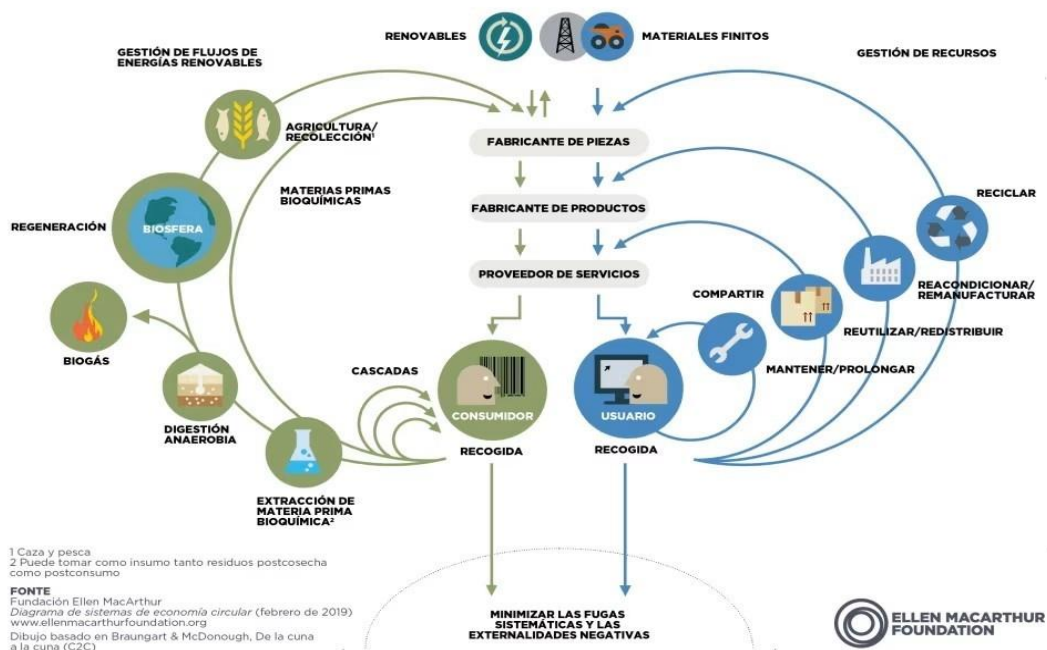 RENOVABLES
MATERIALES FINITOS
GESTIÓN DE FLUJOS DE
ENERGÍAS RENOVABLES
GESTIÓN DE RECURSOS
AGRICULTURA/
RECOLECCIÓN¹
FABRICANTE DE PIEZAS
MATERIAS PRIMAS
BIOQUÍMICAS
RECICLAR
FABRICANTE DE PRODUCTOS
REGENERACIÓN
BIOSFERA
PROVEEDOR DE SERVICIOS
REACONDICIONAR/
REMANUFACTURAR
COMPARTIR
REUTILIZAR/REDISTRIBUIR
BIOGÁS
CASCADAS
MANTENER/PROLONGAR
CONSUMIDOR
USUARIO
DIGESTIÓN
ANAEROBIA
RECOGIDA
RECOGIDA
EXTRACCIÓN DE
MATERIA PRIMA
BIOQUÍMICA²
1 Caza y pesca
2 Puede tomar como insumo tanto residuos postcosecha
como postconsumo
FONTE
Fundación Ellen MacArthur
Diagrama de sistemas de economía circular (febrero de 2019)
www.ellenmacarthurfoundation.org
Dibujo basado en Braungart & McDonough, De la cuna
a la cuna (C2C)
MINIMIZAR LAS FUGAS
SISTEMÁTICAS Y LAS
EXTERNALIDADES NEGATIVAS
ELLEN MACARTHUR
FOUNDATION